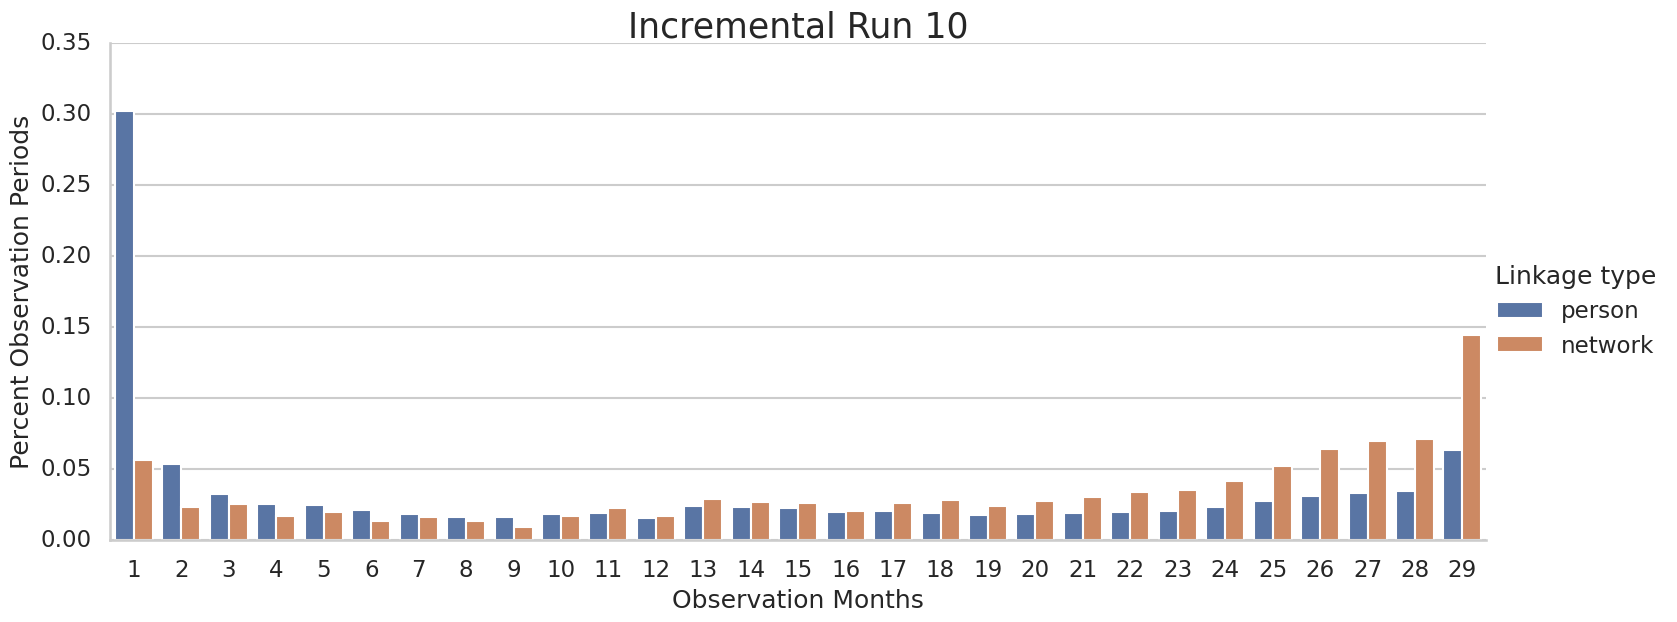 Incremental Run 10
Percent Observation Periods
0.35
0.30
0.25
0.20
0.15
0.10
0.05
0.00
1 2 3 4 5 6 7 8 9 10 11 12 13 14 15 16 17 18 19 20 21 22 23 24 25 26 27 28 29
Observation Months
Linkage type
person
network